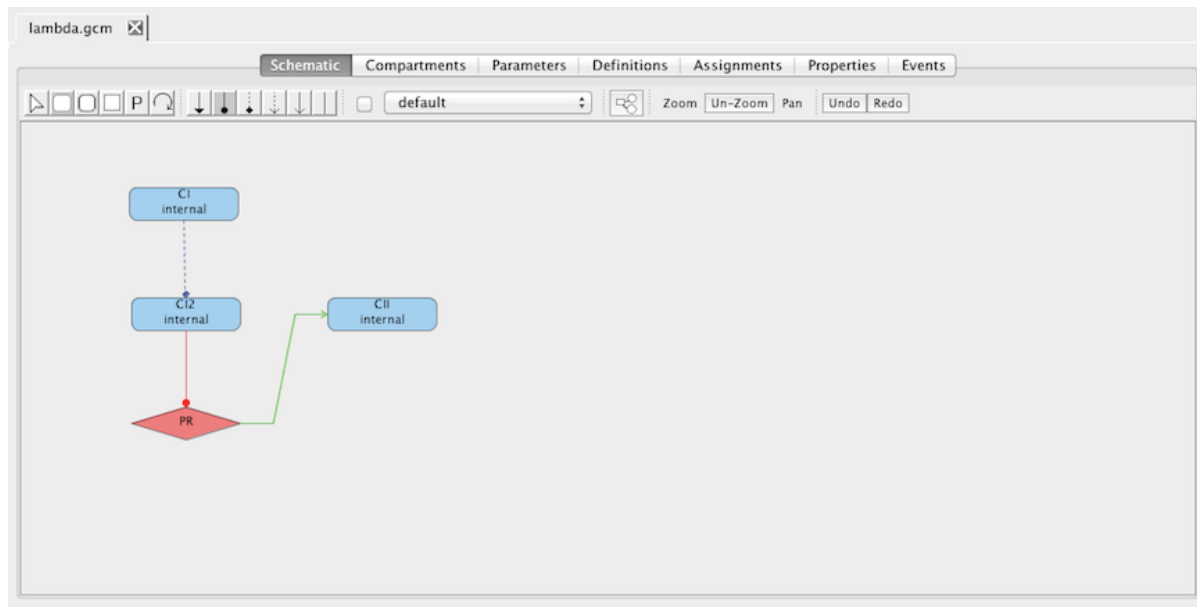 lambda.gcm
Schematic Compartments Parameters Definitions Assignments Properties Events
P default Zoom Un-Zoom Pan Undo Redo
CI
internal
CI2
internal
CII
internal
PR